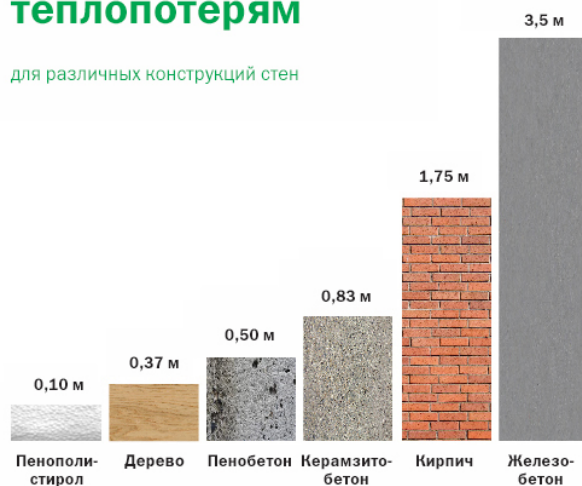 теплопотерям
для различных конструкций стен
3,5 м
1,75 м
0,83 м
0,50 м
0,37 м
0,10 м
Пенополи-
стирол
Дерево
Пенобетон
Керамзито-
бетон
Кирпич
Железо-
бетон